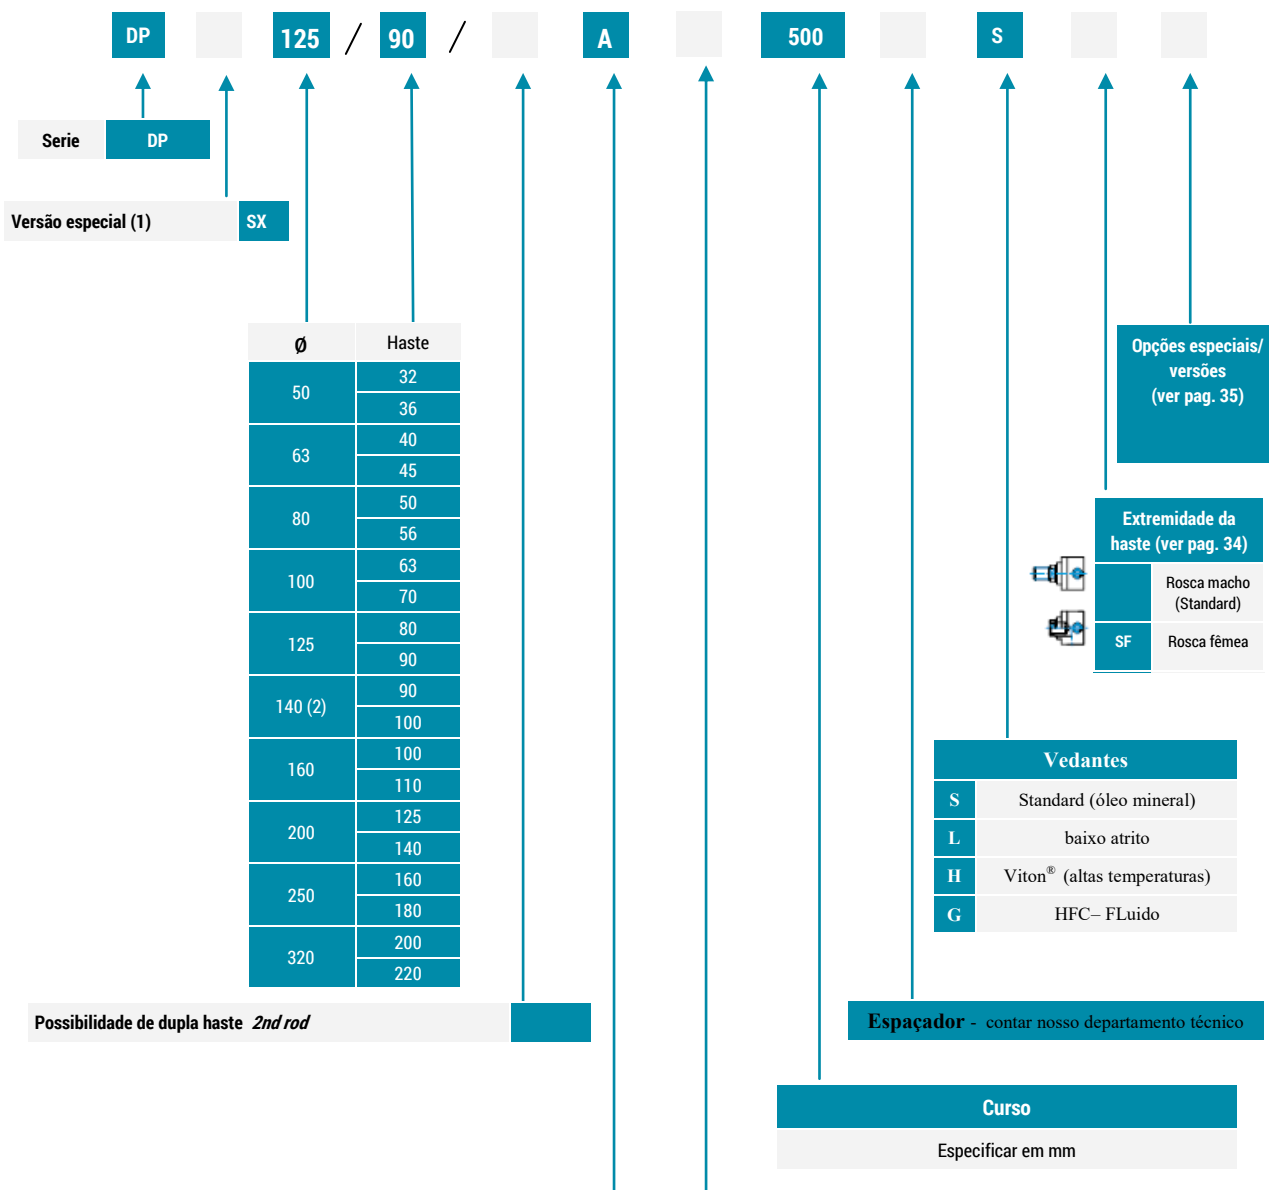 DP 125 / 90 / A 500 S
Serie DP
Versão especial (1) SX
Ø Haste
50 32
36
63 40
45
80 50
56
100 63
70
125 80
90
140 (2) 90
100
160 100
110
200 125
140
250 160
180
320 200
220
Opções especiais/
versões
(ver pag. 35)
Extremidade da
haste (ver pag. 34)
Rosca macho
(Standard)
SF Rosca fêmea
Vedantes
S Standard (óleo mineral)
L baixo atrito
H Viton® (altas temperaturas)
G HFC– FLuido
Possibilidade de dupla haste 2nd rod
Espaçador - contar nosso departamento técnico
Curso
Especificar em mm